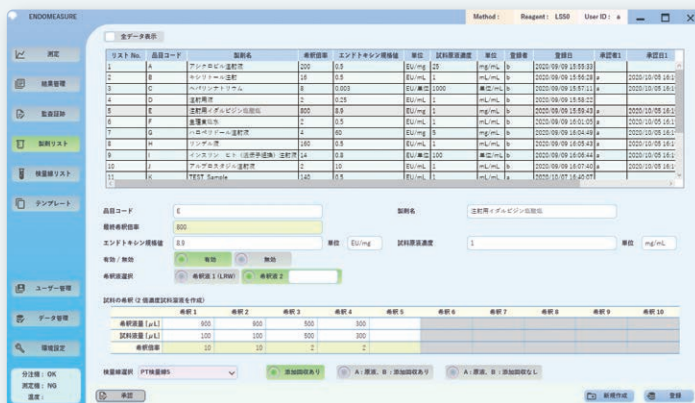 ENDOMEASURE
Method : Reagent : LS50 User ID : a
全データ表示
測定
結果管理
監査証跡
製剤リスト
検量線リスト
テンプレート
ユーザー管理
データ管理
環境設定
分注機 : OK
測定機 : NG
温度 :
リスト No. 品目コード 製剤名 希釈倍率 エンドトキシン規格値 単位 試料原液濃度 単位 登録者 登録日 承認者1 承認日1
1 A アシクロビル注射液 200 0.5 EU/mg 25 mg/mL b 2020/09/09 15:55:33
2 B キシリトール注射 16 0.5 EU/mL 1 mL/mL b 2020/09/09 15:56:28 a 2020/10/05 16:1
3 C ヘパリンナトリウム 8 0.003 EU/単位 1000 単位/mL b 2020/09/09 15:57:11 a 2020/10/05 16:1
4 D 注射用水 2 0.25 EU/mL 1 mL/mL b 2020/09/09 15:58:22
5 E 注射用イダルビシン塩酸塩 800 8.9 EU/mg 1 mg/mL b 2020/09/09 15:59:43 a 2020/10/05 16:1
6 F 生理食塩水 2 0.5 EU/mL 1 mL/mL b 2020/09/09 16:01:05 a 2020/10/05 16:1
7 G ハロペリドール注射液 4 60 EU/mg 5 mg/mL b 2020/09/09 16:04:49 a 2020/10/05 16:1
8 H リンゲル液 160 0.5 EU/mL 1 mL/mL b 2020/09/09 16:05:43 a 2020/10/05 16:1
9 I インスリン ヒト(遺伝子組換)注射液 14 0.8 EU/単位 100 単位/mL b 2020/09/09 16:06:44 a 2020/10/05 16:1
10 J アルプロスタジル注射液 2 10 EU/mL 1 mL/mL b 2020/09/09 16:07:40 a 2020/10/05 16:1
11 K TEST Sample 140 0.5 EU/mL 1 mL/mL a 2020/10/07 16:40:07
品目コード E 製剤名 注射用イダルビシン塩酸塩
最終希釈倍率 800
エンドトキシン規格値 8.9 単位 EU/mg 試料原液濃度 1 単位 mg/mL
有効 / 無効 有効 無効
希釈液選択 希釈液 1 (LRW) 希釈液 2
試料の希釈 (2 倍濃度試料溶液を作成)
希釈 1 希釈 2 希釈 3 希釈 4 希釈 5 希釈 6 希釈 7 希釈 8 希釈 9 希釈 10
希釈液量 [μL] 900 900 500 300
試料液量 [μL] 100 100 500 300
希釈倍率 10 10 2 2
検量線選択 PT検量線5 添加回収あり A : 原液、B : 添加回収あり A : 原液、B : 添加回収なし
承認 新規作成 登録